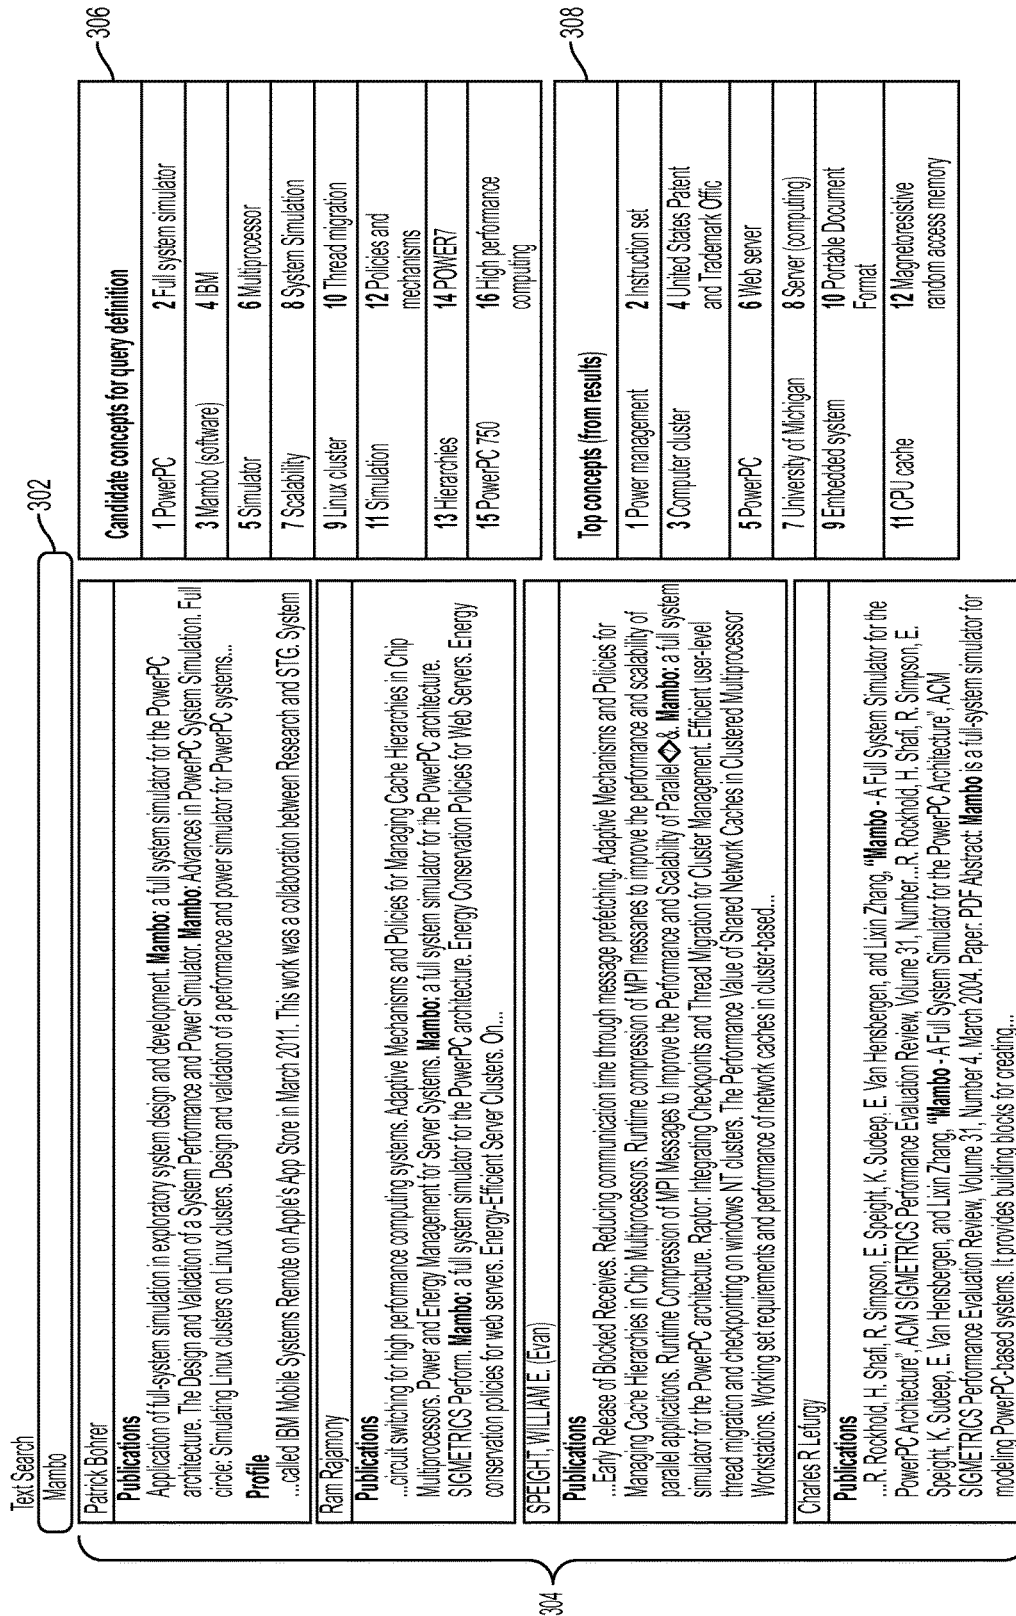 Text Search
Mambo
302
Patrick Bohrer
Publications
Application of full-system simulation in exploratory system design and development. Mambo: a full system simulator for the PowerPC
architecture. The Design and Validation of a System Performance and Power Simulator. Mambo: Advances in PowerPC System Simulation. Full
circle: Simulating Linux clusters on Linux clusters. Design and validation of a performance and power simulator for PowerPC systems...
Profile
...called IBM Mobile Systems Remote on Apple's App Store in March 2011. This work was a collaboration between Research and STG. System
Ram Rajamony
Publications
...circuit switching for high performance computing systems. Adaptive Mechanisms and Policies for Managing Cache Hierarchies in Chip
Multiprocessors. Power and Energy Management for Server Systems. Mambo: a full system simulator for the PowerPC architecture.
SIGMETRICS Perform. Mambo: a full system simulator for the PowerPC architecture. Energy Conservation Policies for Web Servers. Energy
conservation policies for web servers. Energy-Efficient Server Clusters. On...
SPEIGHT, WILLIAM E. (Evan)
Publications
....Early Release of Blocked Receives. Reducing communication time through message prefetching. Adaptive Mechanisms and Policies for
Managing Cache Hierarchies in Chip Multiprocessors. Runtime compression of MPI messanes to improve the performance and scalability of
parallel applications. Runtime Compression of MPI Messages to Improve the Performance and Scalability of Parallel◇&. Mambo: a full system
simulator for the PowerPC architecture. Raptor: Integrating Checkpoints and Thread Migration for Cluster Management. Efficient user-level
thread migration and checkpointing on windows NT clusters. The Performance Value of Shared Network Caches in Clustered Multiprocessor
Workstations. Working set requirements and performance of network caches in cluster-based...
Charles R Lefurgy
Publications
...R. Rockhold, H. Shafi, R. Simpson, E. Speight, K. Sudeep, E. Van Hensbergen, and Lixin Zhang, "Mambo - A Full System Simulator for the
PowerPC Architecture", ACM SIGMETRICS Performance Evaluation Review, Volume 31, Number ...R. Rockhold, H. Shafi, R. Simpson, E.
Speight, K. Sudeep, E. Van Hensbergen, and Lixin Zhang, "Mambo - A Full System Simulator for the PowerPC Architecture", ACM
SIGMETRICS Performance Evaluation Review, Volume 31, Number 4, March 2004. Paper: PDF Abstract: Mambo is a full-system simulator for
modeling PowerPC-based systems. It provides building blocks for creating...
304
306
Candidate concepts for query definition
1 PowerPC 2 Full system simulator
3 Mambo (software) 4 IBM
5 Simulator 6 Multiprocessor
7 Scalability 8 System Simulation
9 Linux cluster 10 Thread migration
11 Simulation 12 Policies and
mechanisms
13 Hierarchies 14 POWER7
15 PowerPC 750 16 High performance
computing
308
Top concepts (from results)
1 Power management 2 Instruction set
3 Computer cluster 4 United States Patent
and Trademark Offic
5 PowerPC 6 Web server
7 University of Michigan 8 Server (computing)
9 Embedded system 10 Portable Document
Format
11 CPU cache 12 Magnetoresistive
random access memory